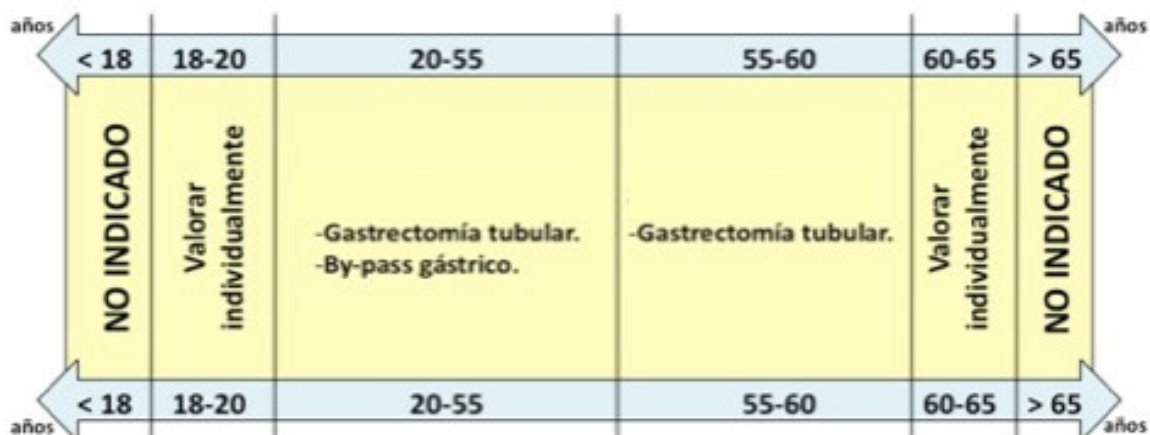 años
años
< 18 18-20 20-55 55-60 60-65 > 65
NO INDICADO
Valorar
individualmente
-Gastrectomía tubular.
-By-pass gástrico.
-Gastrectomía tubular.
Valorar
individualmente
NO INDICADO
< 18 18-20 20-55 55-60 60-65 > 65
años
años